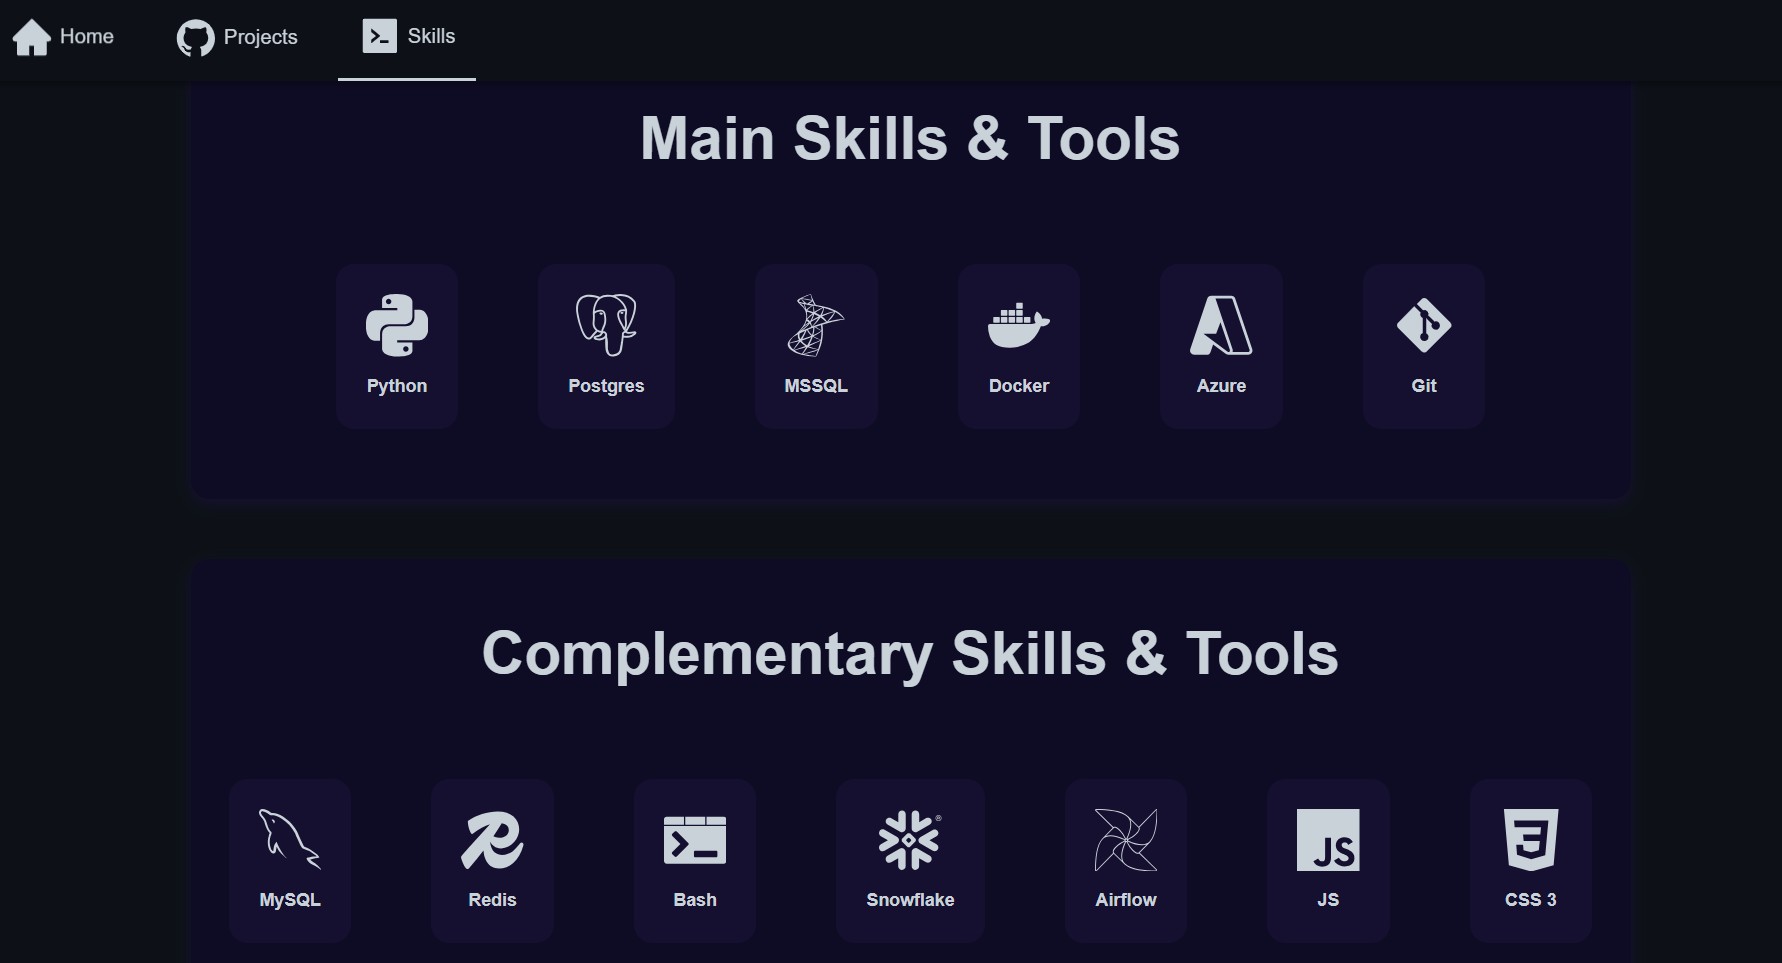 Home Projects Skills
Main Skills & Tools
Python Postgres MSSQL Docker Azure Git
Complementary Skills & Tools
JS
MySQL Redis Bash Snowflake Airflow JS CSS 3